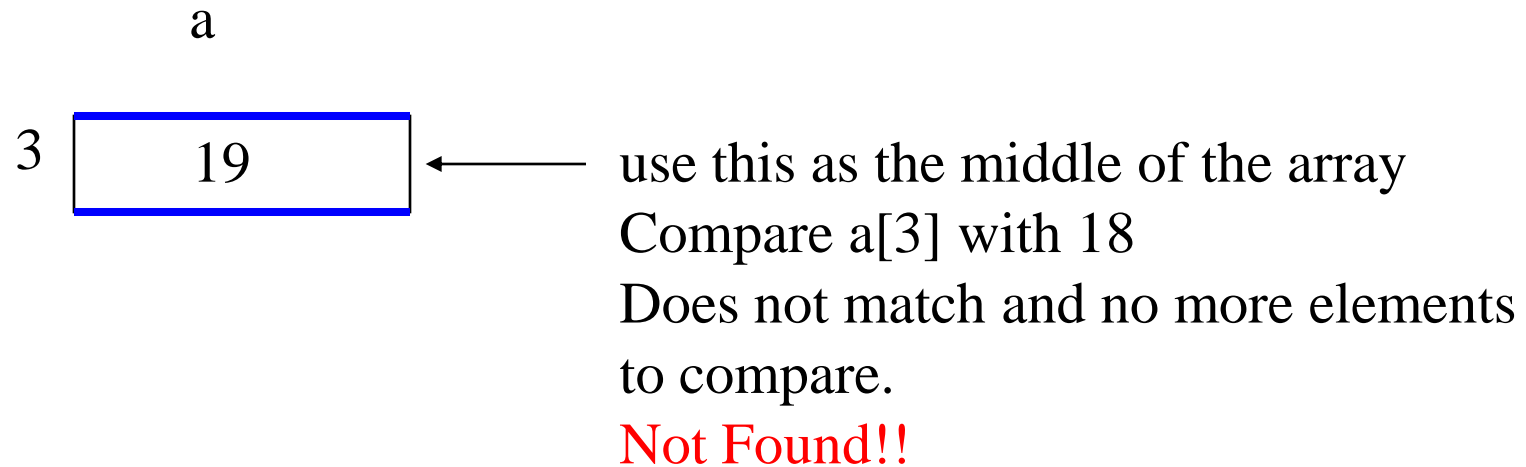 a
3
19
use this as the middle of the array
Compare a[3] with 18
Does not match and no more elements
to compare.
Not Found!!